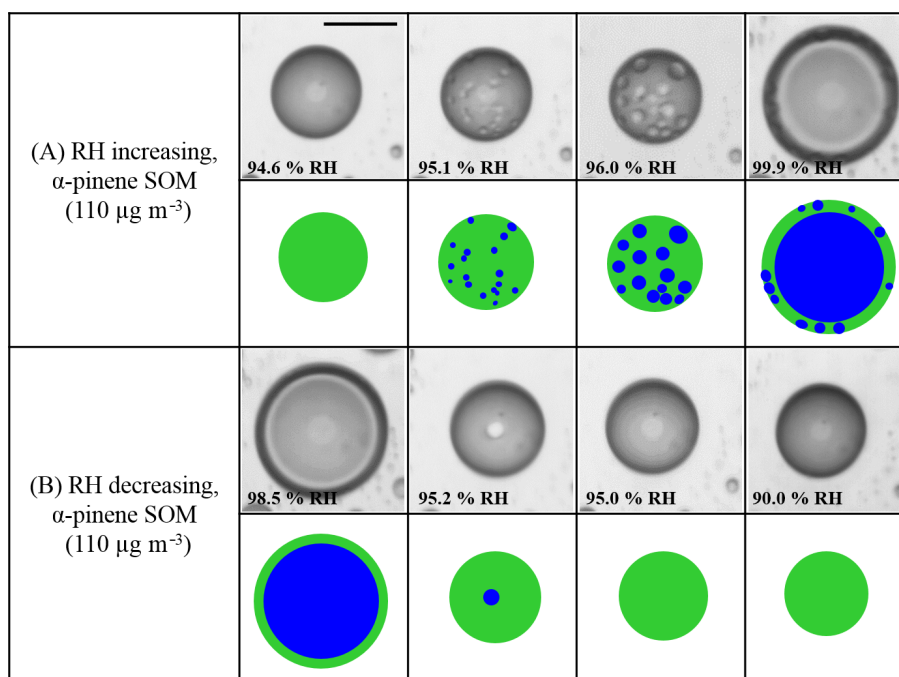 (A) RH increasing,
α-pinene SOM
(110 μg m⁻³)
94.6 % RH
95.1 % RH
96.0 % RH
99.9 % RH
(B) RH decreasing,
α-pinene SOM
(110 μg m⁻³)
98.5 % RH
95.2 % RH
95.0 % RH
90.0 % RH